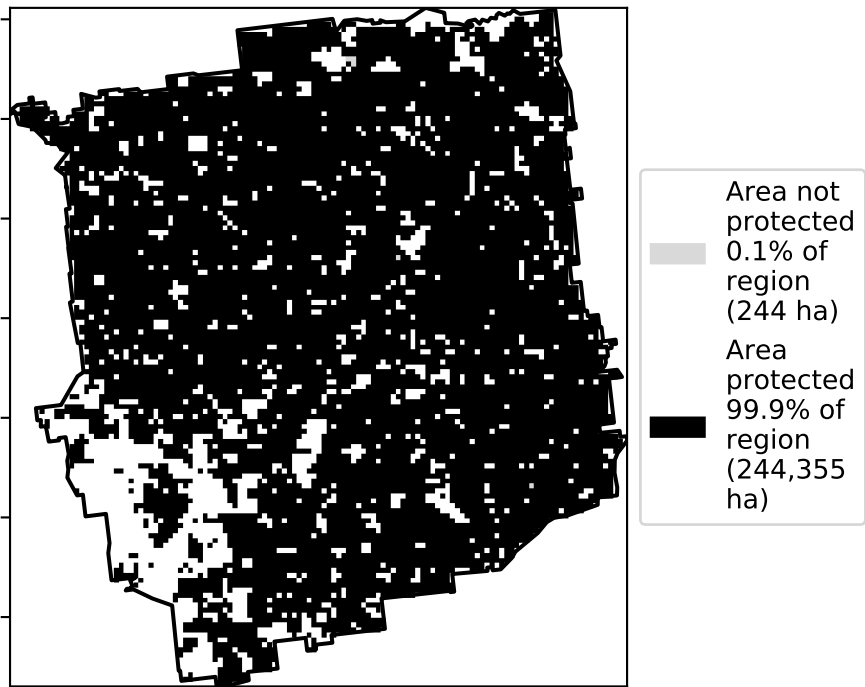 Area not
protected
0.1% of
region
(244 ha)
Area
protected
99.9% of
region
(244,355
ha)